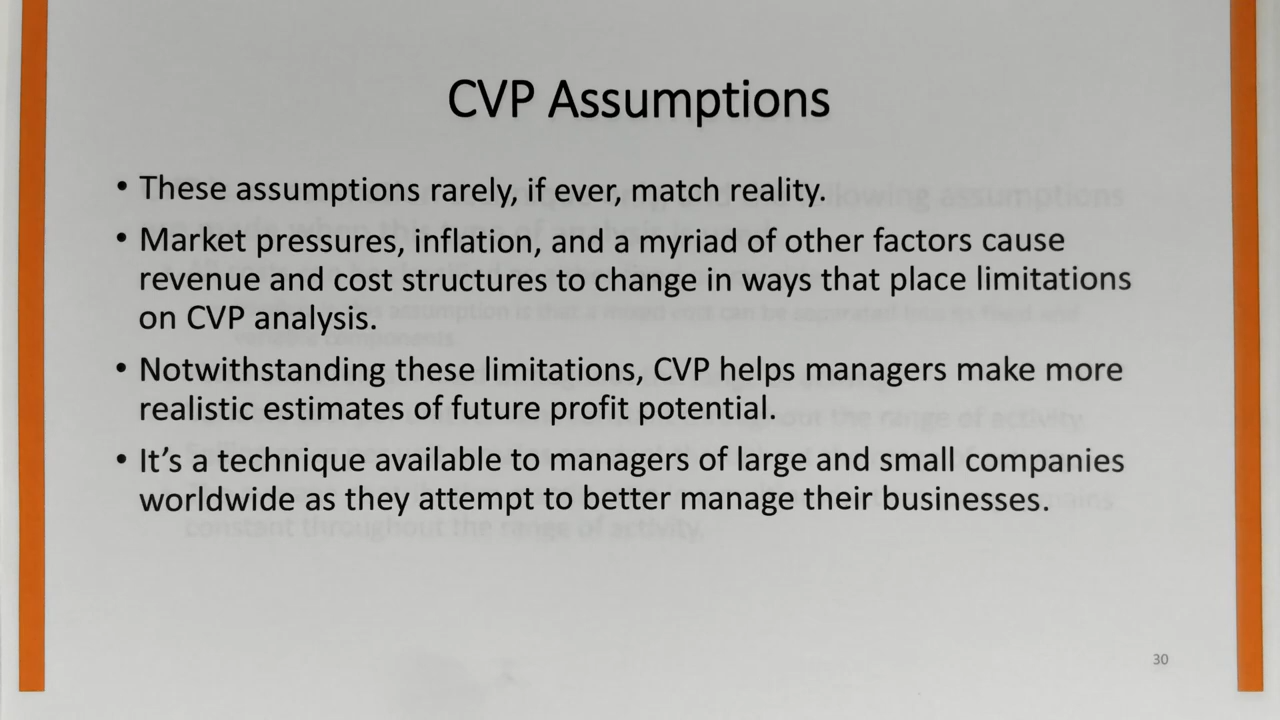 CVP Assumptions
• These assumptions rarely, if ever, match reality.
• Market pressures, inflation, and a myriad of other factors cause
revenue and cost structures to change in ways that place limitations
on CVP analysis.
• Notwithstanding these limitations, CVP helps managers make more
realistic estimates of future profit potential.
• It’s a technique available to managers of large and small companies
worldwide as they attempt to better manage their businesses.
30